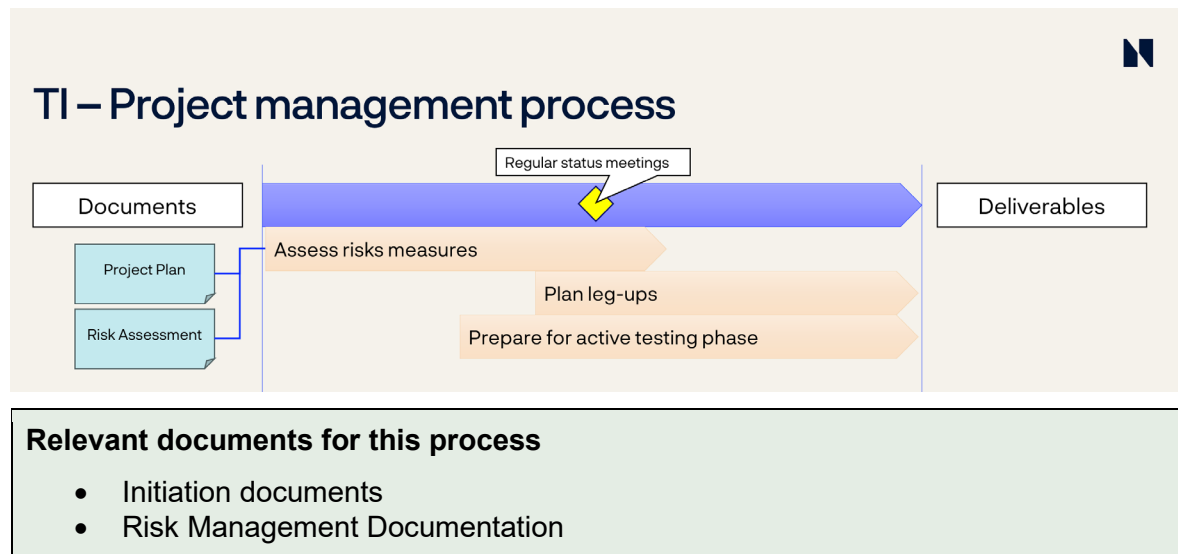 TI – Project management process
Regular status meetings
Documents
Deliverables
Assess risks measures
Project Plan
Plan leg-ups
Risk Assessment
Prepare for active testing phase
Relevant documents for this process
• Initiation documents
• Risk Management Documentation